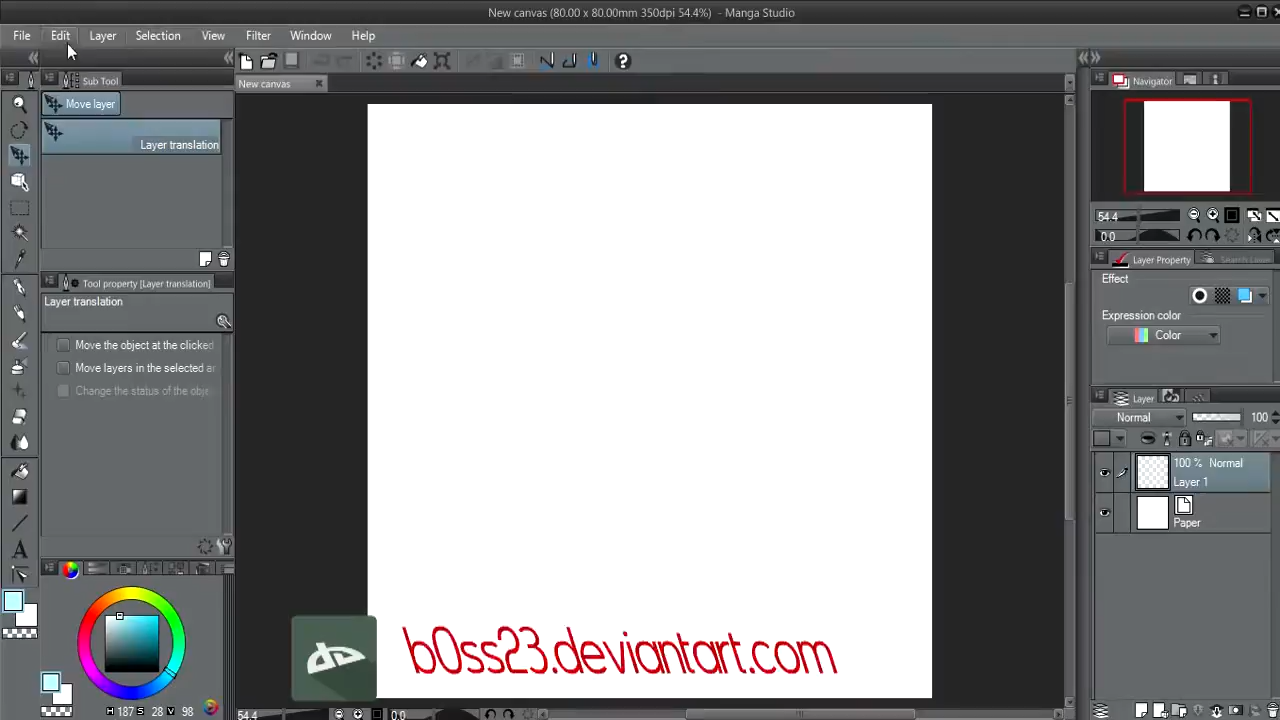 New canvas (80.00 x 80.00mm 350dpi 54.4%) - Manga Studio
File Edit Layer Selection View Filter Window Help
Sub Tool
New canvas
Navigator
Move layer
Layer translation
54.4
0.0
Tool property [Layer translation]
Layer Property
Search Layer
Layer translation
Effect
Expression color
Color
Move the object at the clicked
Move layers in the selected ar
Change the status of the obje
Layer
Normal 100
100 % Normal
Layer 1
Paper
b0ss23.deviantart.com
H 187 S 28 V 98
54.4 0.0